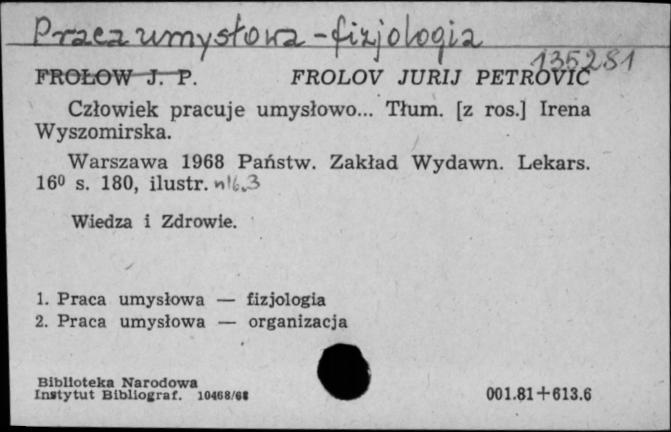 Praca umysłowa - fizjologia
135281
FROŁOW J. P. FROLOV JURIJ PETROVIČ
Człowiek pracuje umysłowo... Tłum. [z ros.] Irena
Wyszomirska.
Warszawa 1968 Państw. Zakład Wydawn. Lekars.
16⁰ s. 180, ilustr.
Wiedza i Zdrowie.
1. Praca umysłowa — fizjologia
2. Praca umysłowa — organizacja
Biblioteka Narodowa
Instytut Bibliograf. 10468/68 001.81+613.6